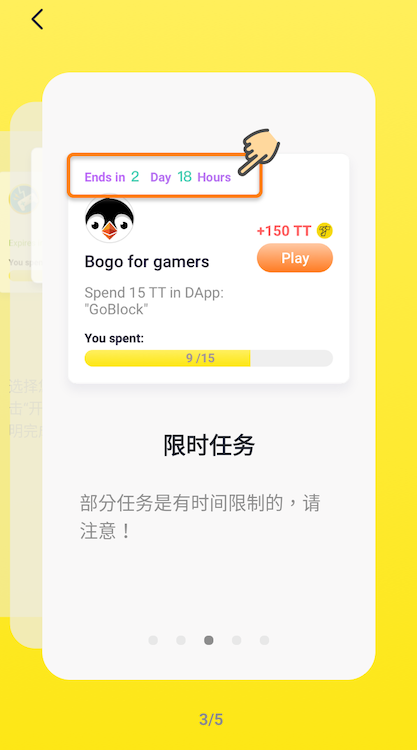 Ends in 2 Day 18 Hours
+150 TT
Bogo for gamers
Play
Spend 15 TT in DApp:
"GoBlock"
You spent:
9 /15
限时任务
部分任务是有时间限制的，请
注意！
3/5